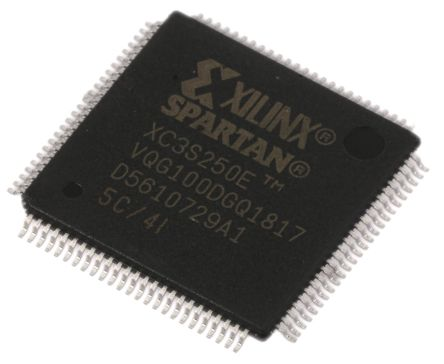 XILINX®
SPARTAN®
XC3S250E™
VQG100DGQ1817
D5610729A1
5C/4I